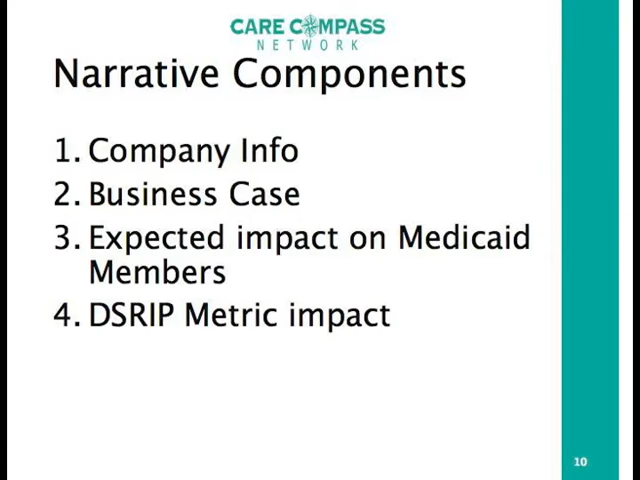 CARE COMPASS
NETWORK
Narrative Components
1. Company Info
2. Business Case
3. Expected impact on Medicaid
Members
4. DSRIP Metric impact
10